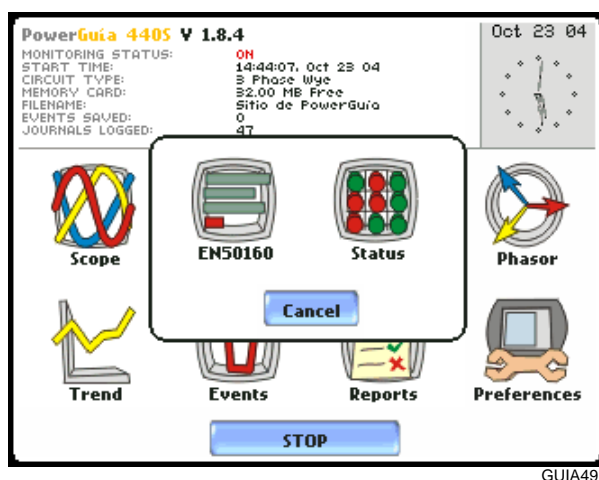 PowerGuía 440S V 1.8.4
Oct 23 04
MONITORING STATUS: ON
START TIME: 14:44:07, Oct 23 04
CIRCUIT TYPE: 3 Phase Wye
MEMORY CARD: 32.00 MB Free
FILENAME: Sitio de PowerGuía
EVENTS SAVED: 0
JOURNALS LOGGED: 47
Scope
EN50160
Status
Phasor
Cancel
Trend
Events
Reports
Preferences
STOP
GUIA49